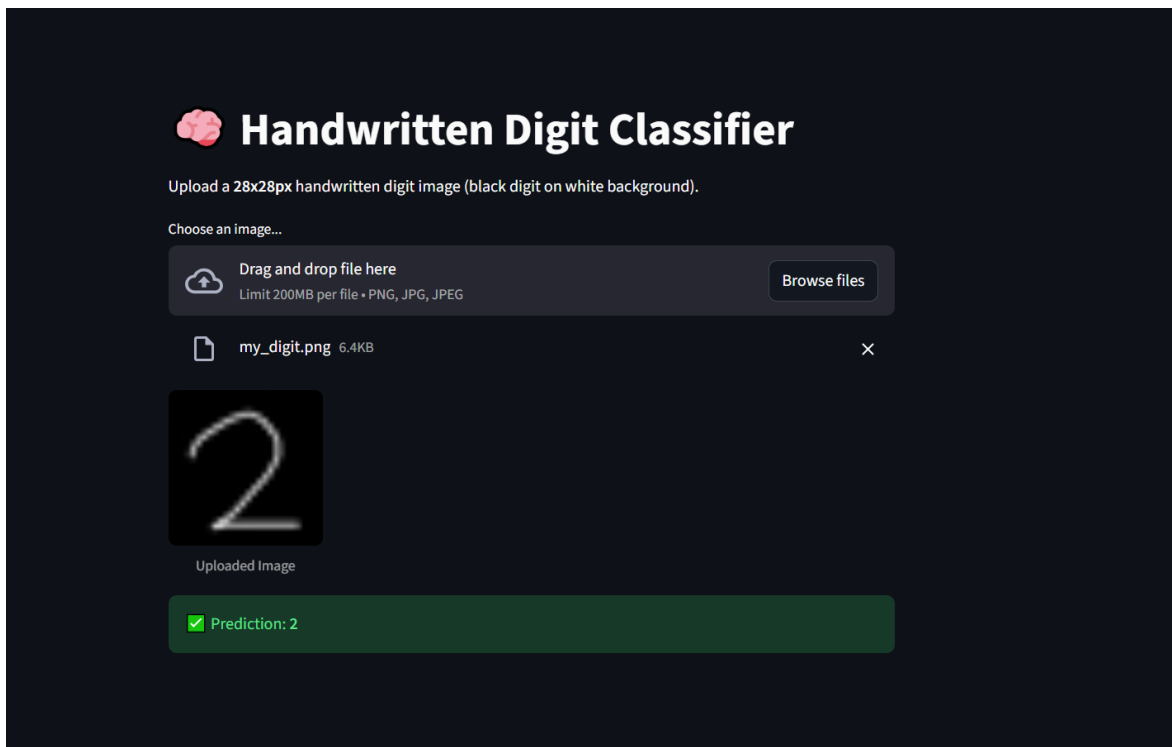 🧠 Handwritten Digit Classifier
Upload a 28x28px handwritten digit image (black digit on white background).
Choose an image...
Drag and drop file here
Limit 200MB per file • PNG, JPG, JPEG
Browse files
my_digit.png 6.4KB
2
Uploaded Image
✅ Prediction: 2